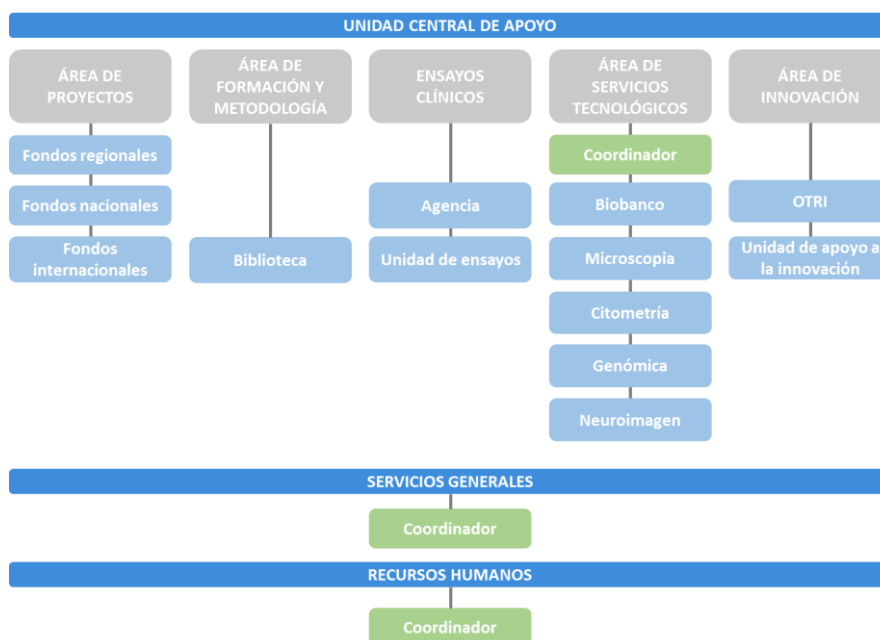 UNIDAD CENTRAL DE APOYO
ÁREA DE
PROYECTOS
ÁREA DE
FORMACIÓN Y
METODOLOGÍA
ENSAYOS
CLÍNICOS
ÁREA DE
SERVICIOS
TECNOLÓGICOS
ÁREA DE
INNOVACIÓN
Fondos regionales
Fondos nacionales
Fondos
internacionales
Biblioteca
Agencia
Unidad de ensayos
Coordinador
Biobanco
Microscopia
Citometría
Genómica
Neuroimagen
OTRI
Unidad de apoyo a
la innovación
SERVICIOS GENERALES
Coordinador
RECURSOS HUMANOS
Coordinador